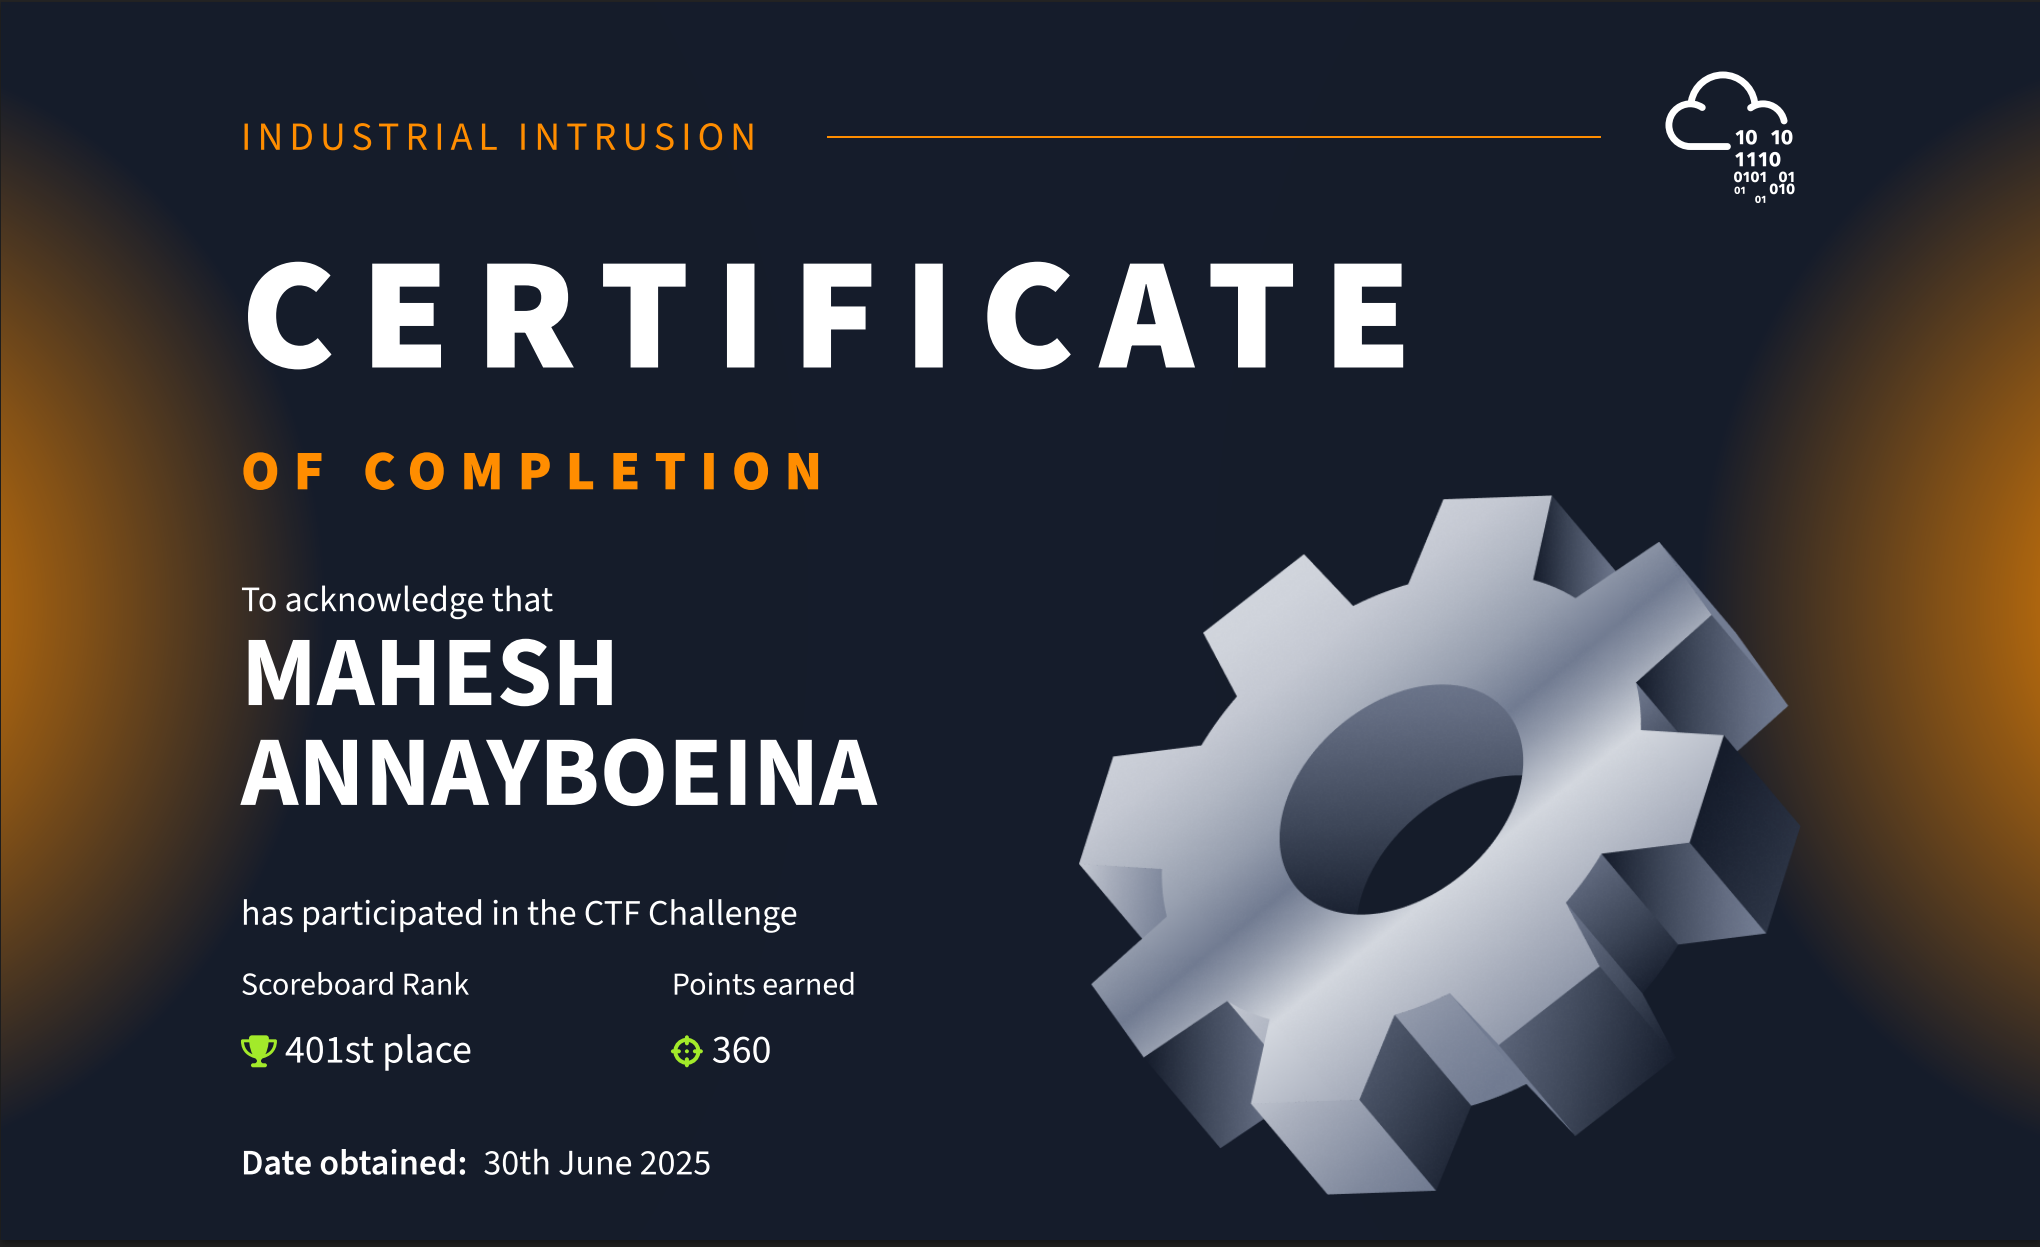 INDUSTRIAL INTRUSION
10 10
1110
0101 01
01 010
01
CERTIFICATE
OF COMPLETION
To acknowledge that
MAHESH
ANNAYBOEINA
has participated in the CTF Challenge
Scoreboard Rank Points earned
401st place 360
Date obtained: 30th June 2025